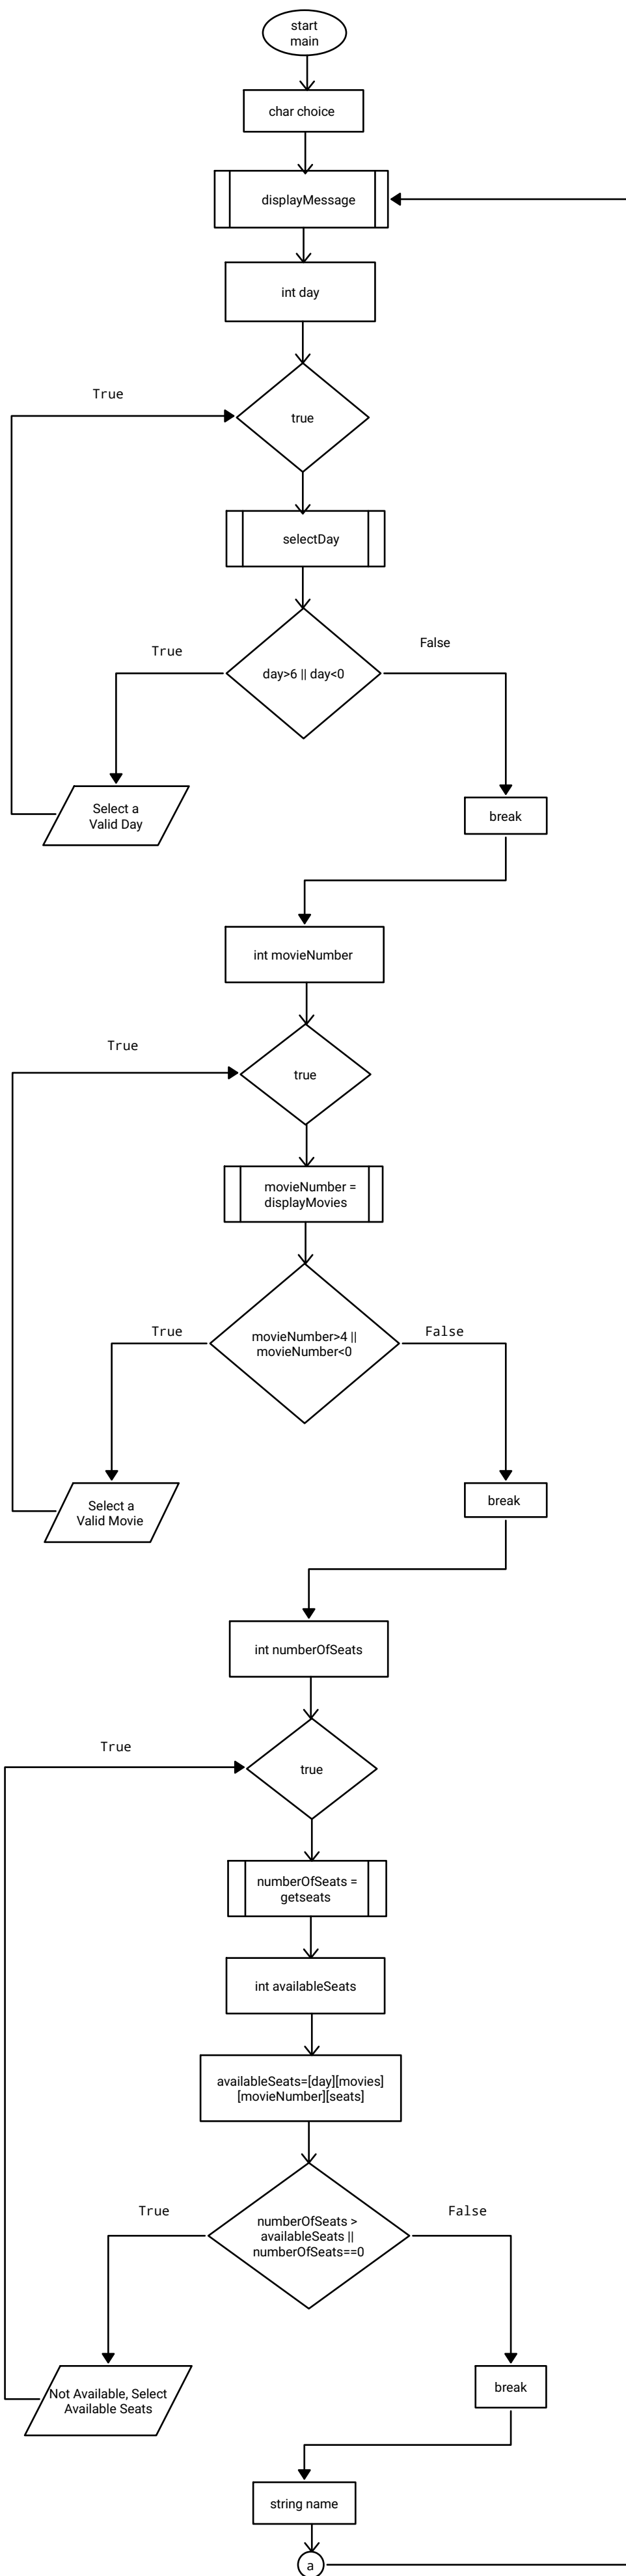 start
main
char choice
displayMessage
int day
True
true
selectDay
True
False
day>6 || day<0
Select a
Valid Day
break
int movieNumber
True
true
movieNumber =
displayMovies
True
False
movieNumber>4 ||
movieNumber<0
Select a
Valid Movie
break
int numberOfSeats
True
true
numberOfSeats =
getseats
int availableSeats
availableSeats=[day][movies]
[movieNumber][seats]
True
False
numberOfSeats >
availableSeats ||
numberOfSeats==0
Not Available, Select
Available Seats
break
string name
a